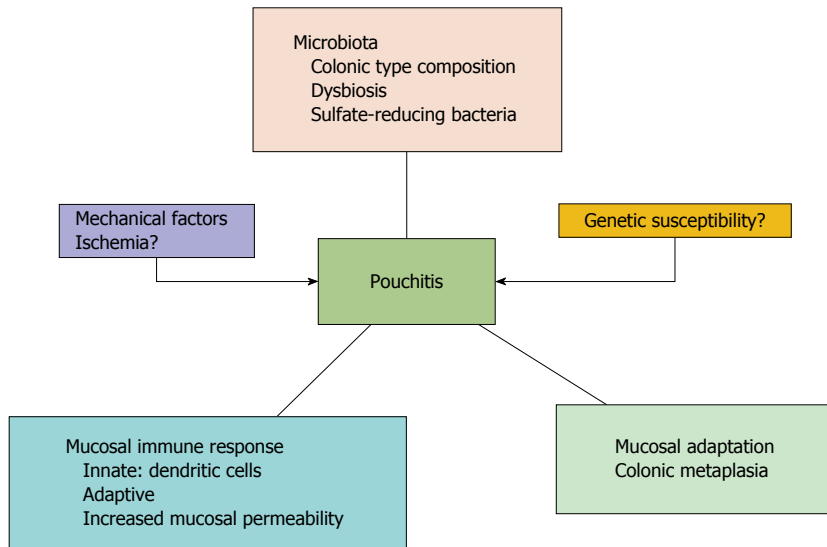 Microbiota
Colonic type composition
Dysbiosis
Sulfate-reducing bacteria
Mechanical factors
Ischemia?
Genetic susceptibility?
Pouchitis
Mucosal immune response
Innate: dendritic cells
Adaptive
Increased mucosal permeability
Mucosal adaptation
Colonic metaplasia